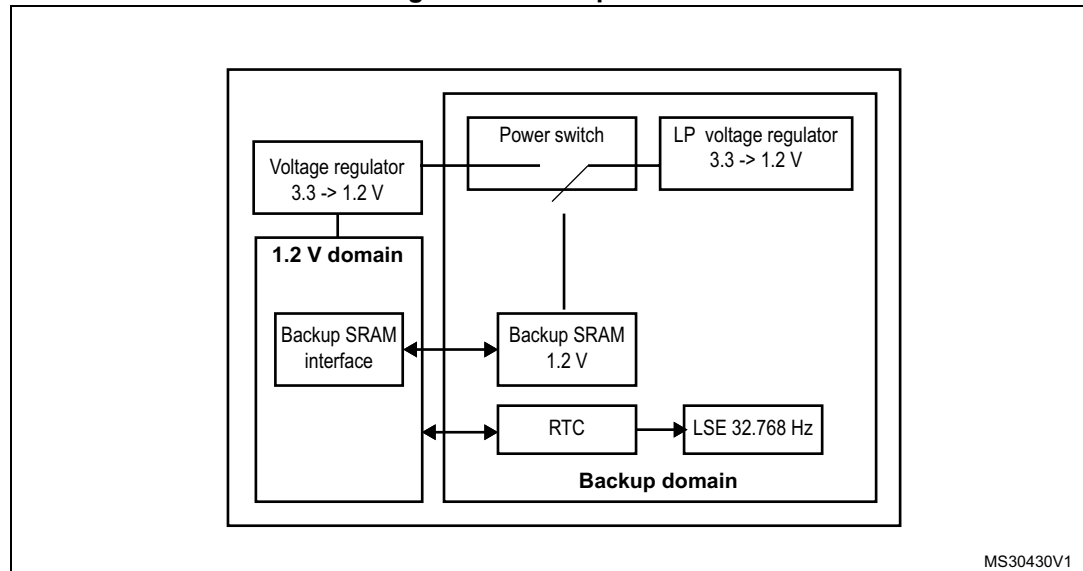 Power switch
LP voltage regulator
3.3 -> 1.2 V
Voltage regulator
3.3 -> 1.2 V
1.2 V domain
Backup SRAM
interface
Backup SRAM
1.2 V
RTC
LSE 32.768 Hz
Backup domain
MS30430V1